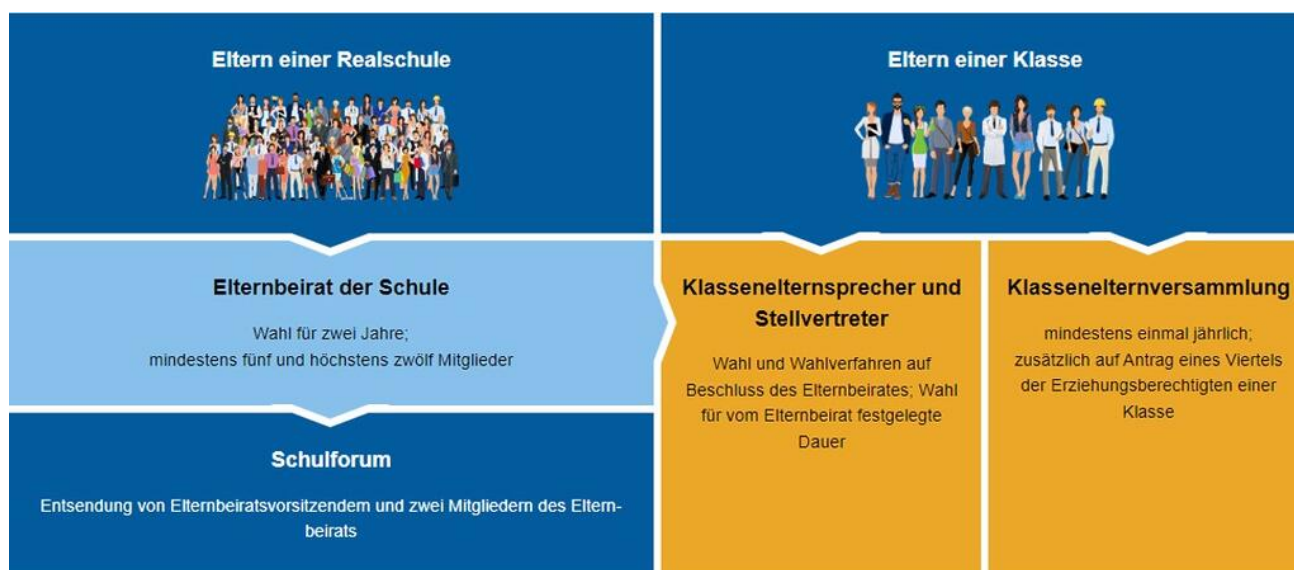 Eltern einer Realschule
Elternbeirat der Schule
Wahl für zwei Jahre;
mindestens fünf und höchstens zwölf Mitglieder
Schulforum
Entsendung von Elternbeiratsvorsitzendem und zwei Mitgliedern des Eltern-
beirats
Eltern einer Klasse
Klassenelternsprecher und
Stellvertreter
Wahl und Wahlverfahren auf
Beschluss des Elternbeirates; Wahl
für vom Elternbeirat festgelegte
Dauer
Klassenelternversammlung
mindestens einmal jährlich;
zusätzlich auf Antrag eines Viertels
der Erziehungsberechtigten einer
Klasse